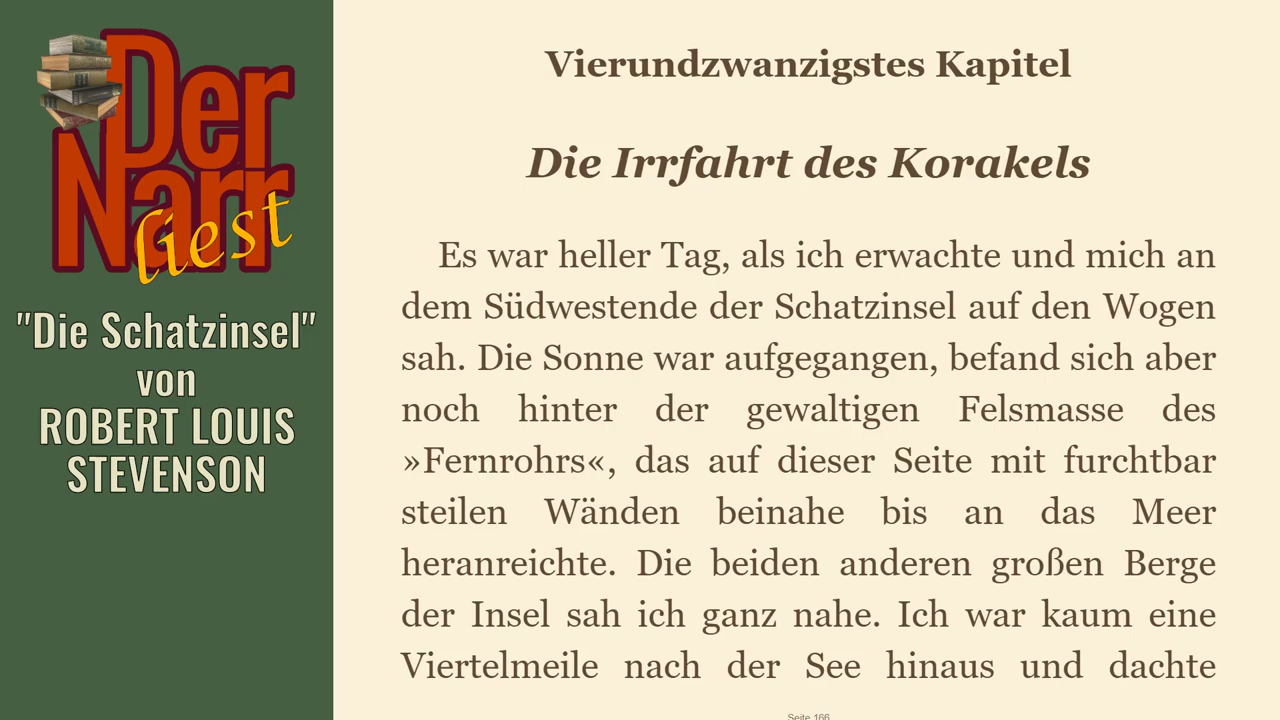 Der
Narr
liest
"Die Schatzinsel"
von
ROBERT LOUIS
STEVENSON
Vierundzwanzigstes Kapitel
Die Irrfahrt des Korakels
Es war heller Tag, als ich erwachte und mich an
dem Südwestende der Schatzinsel auf den Wogen
sah. Die Sonne war aufgegangen, befand sich aber
noch hinter der gewaltigen Felsmasse des
»Fernrohrs«, das auf dieser Seite mit furchtbar
steilen Wänden beinahe bis an das Meer
heranreichte. Die beiden anderen großen Berge
der Insel sah ich ganz nahe. Ich war kaum eine
Viertelmeile nach der See hinaus und dachte
Seite 166